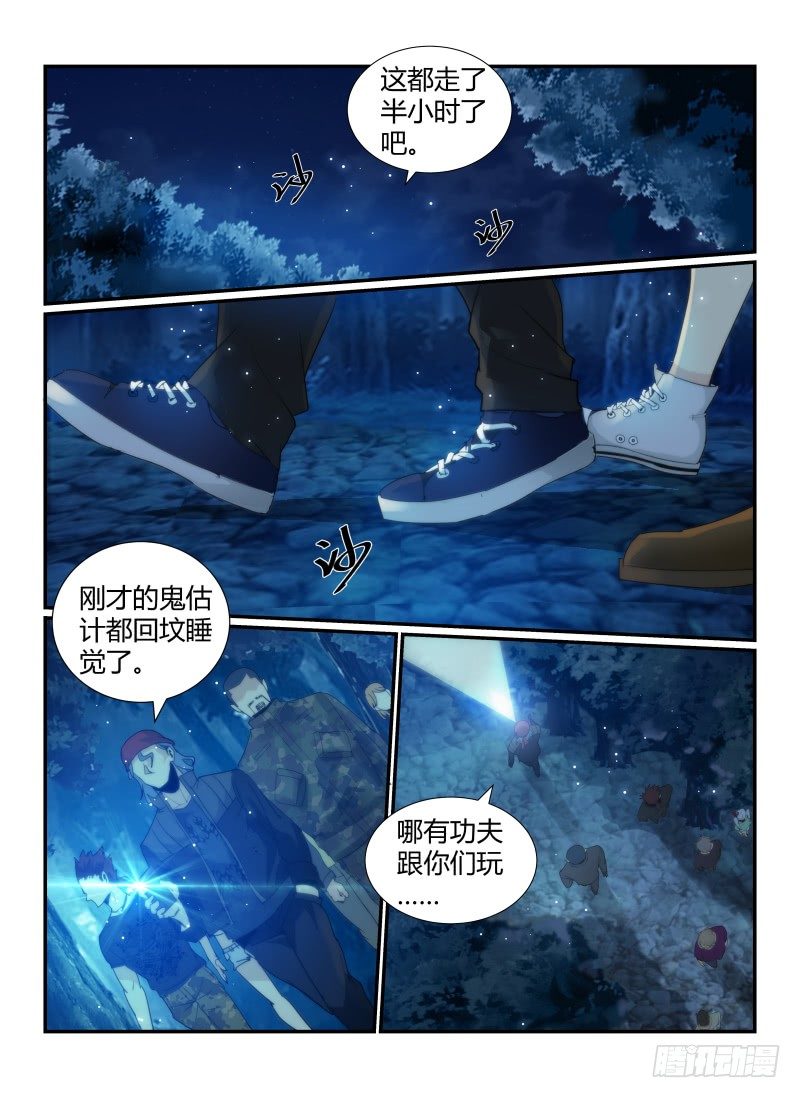 这都走了
半小时了
吧。
沙
沙
沙
刚才的鬼估
计都回坟睡
觉了。
哪有功夫
跟你们玩
……
腾讯动漫